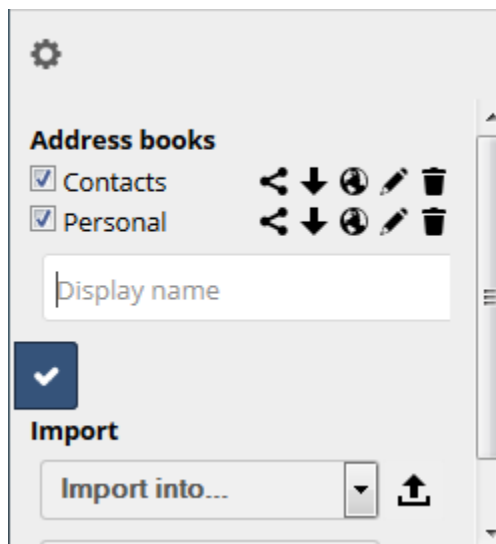 Address books
Contacts
Personal
Display name
Import
Import into...